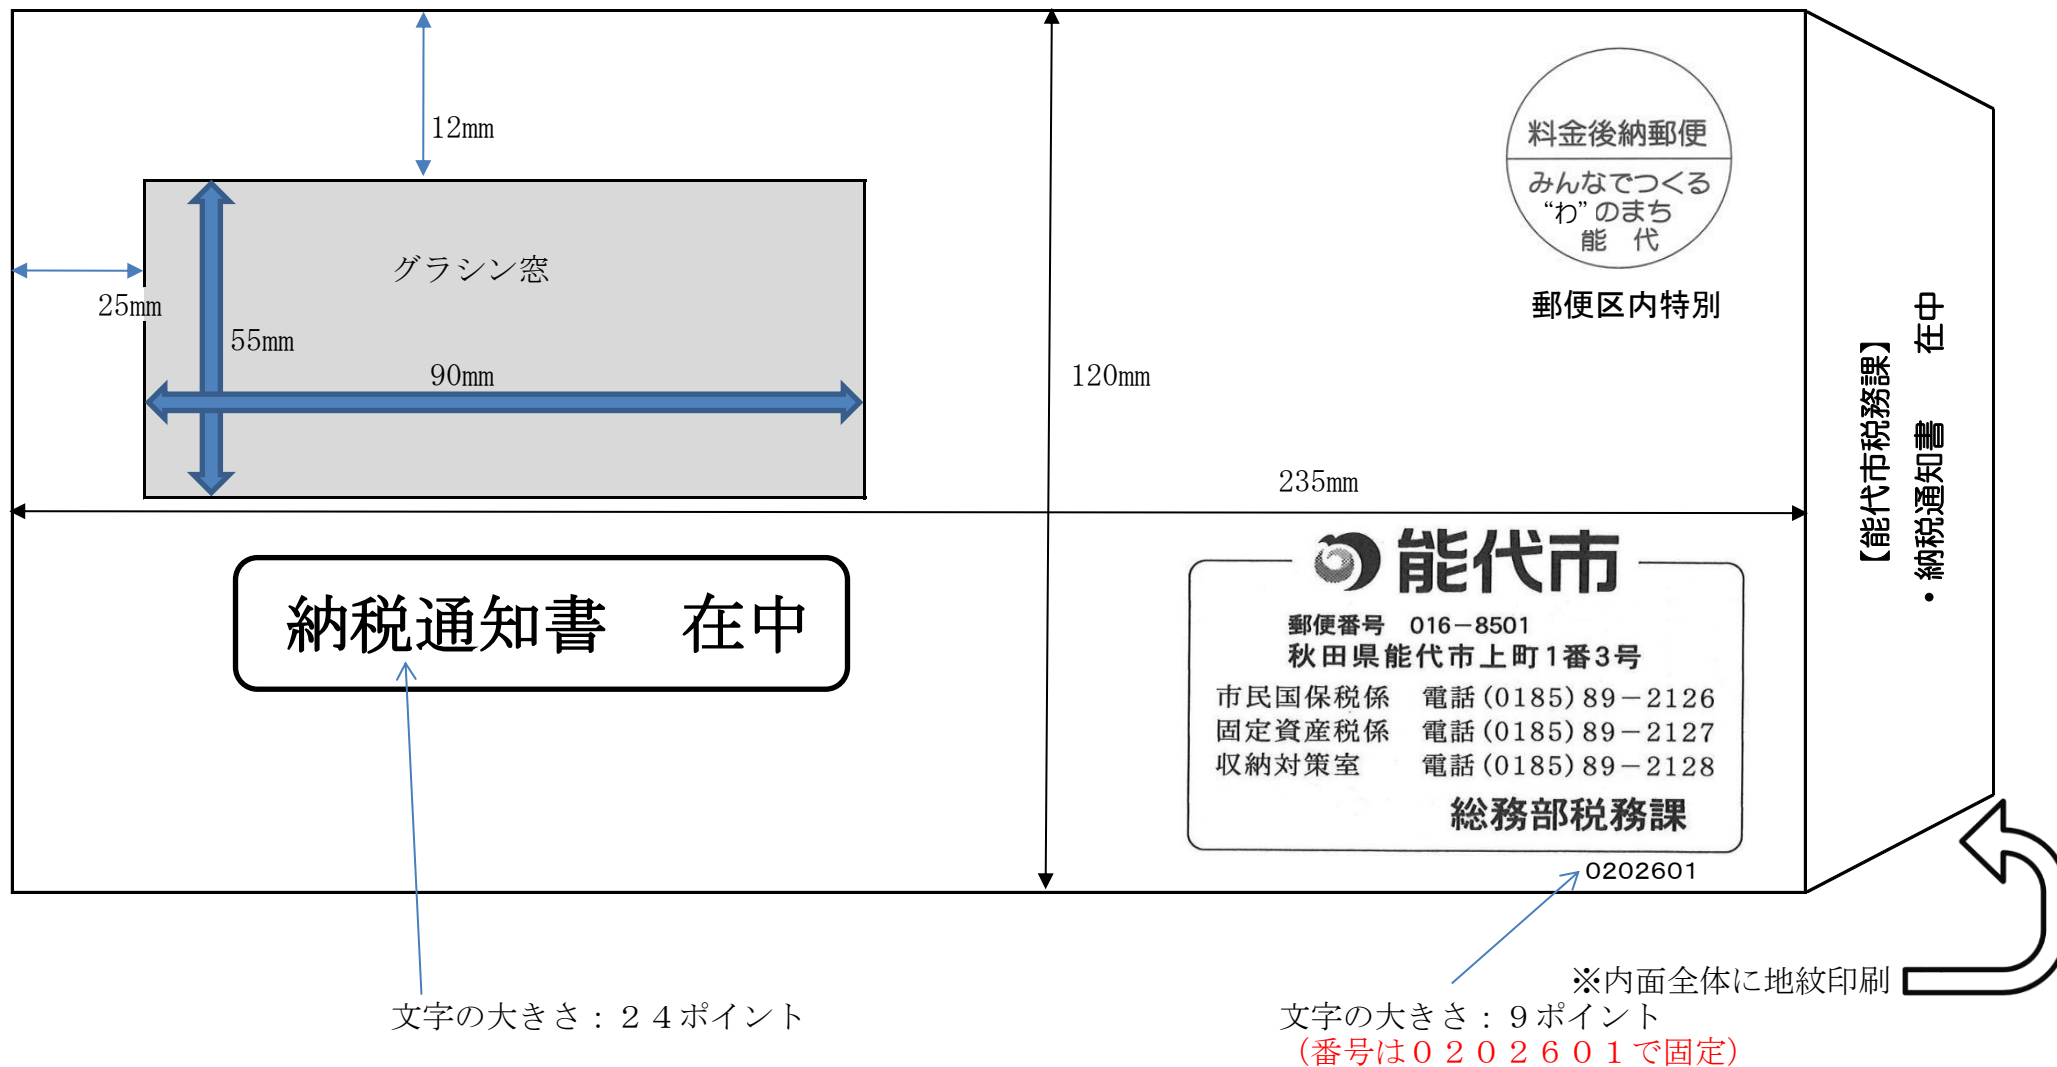 12mm
料金後納郵便
みんなでつくる
“わ”のまち
能　代
郵便区内特別
グラシン窓
25mm
55mm
90mm
120mm
235mm
【能代市税務課】
・納税通知書　在中
納税通知書　在中
能代市
郵便番号　016－8501
秋田県能代市上町1番3号
市民国保税係　電話(0185)89－2126
固定資産税係　電話(0185)89－2127
収納対策室　電話(0185)89－2128
総務部税務課
0202601
※内面全体に地紋印刷
文字の大きさ：２４ポイント
文字の大きさ：９ポイント
（番号は０２０２６０１で固定）